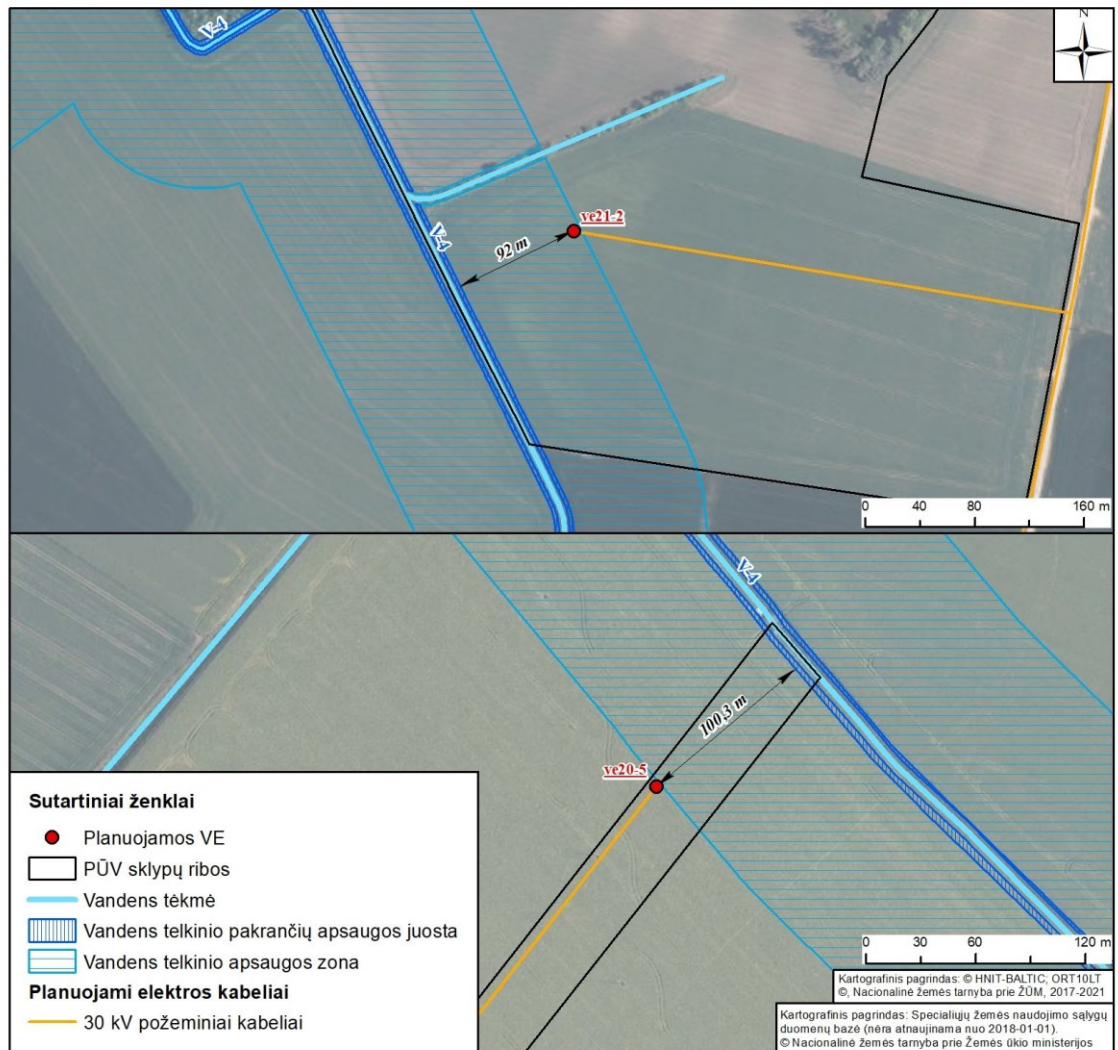 V-4
N
ve21-2
92 m
V-4
0 40 80 160 m
V-4
100,3 m
ve20-5
Sutartiniai ženklai
Planuojamos VE
PŪV sklypų ribos
Vandens tėkmė
Vandens telkinio pakrančių apsaugos juosta
Vandens telkinio apsaugos zona
Planuojami elektros kabeliai
30 kV požeminiai kabeliai
0 30 60 120 m
Kartografinis pagrindas: © HNIT-BALTIC; ORT10LT
©, Nacionalinė žemės tarnyba prie ŽŪM, 2017-2021
Kartografinis pagrindas: Specialiųjų žemės naudojimo sąlygų
duomenų bazė (nėra atnaujinama nuo 2018-01-01).
© Nacionalinė žemės tarnyba prie Žemės ūkio ministerijos